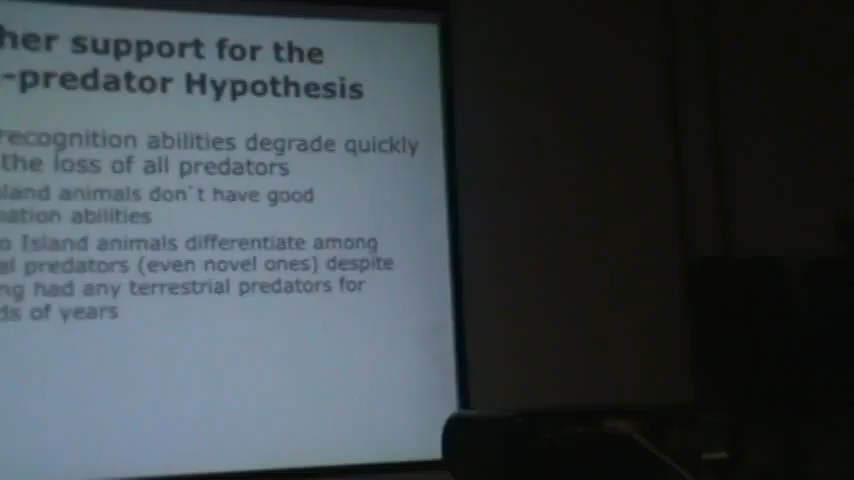 her support for the
-predator Hypothesis
recognition abilities degrade quickly
the loss of all predators
land animals don´t have good
nation abilities
o Island animals differentiate among
al predators (even novel ones) despite
ng had any terrestrial predators for
ds of years